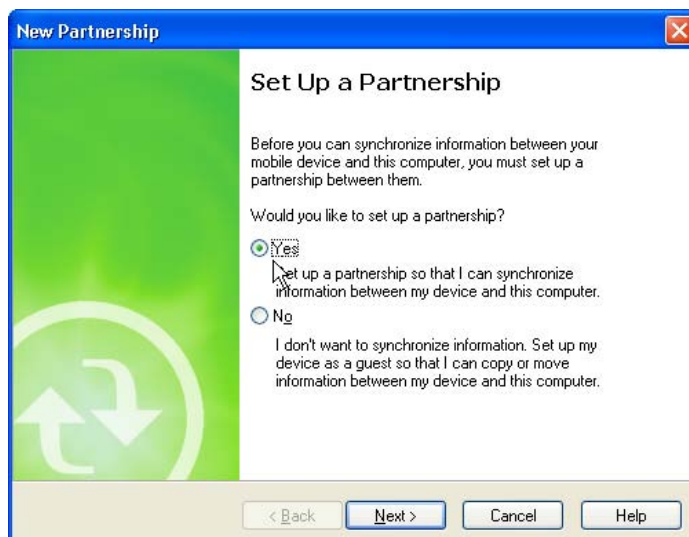 New Partnership
Set Up a Partnership
Before you can synchronize information between your
mobile device and this computer, you must set up a
partnership between them.
Would you like to set up a partnership?
Yes
Set up a partnership so that I can synchronize
information between my device and this computer.
No
I don't want to synchronize information. Set up my
device as a guest so that I can copy or move
information between my device and this computer.
< Back
Next >
Cancel
Help